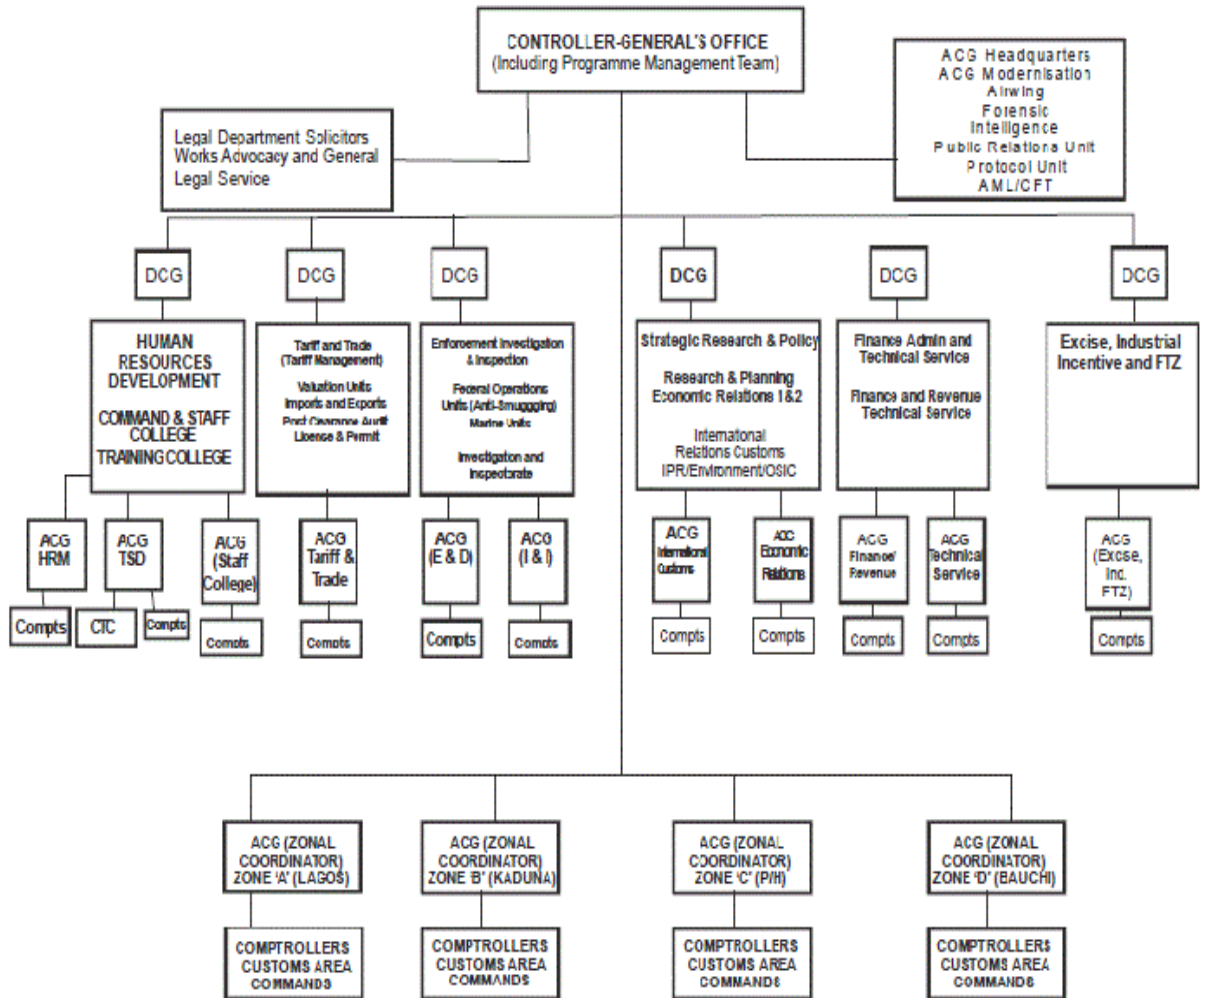 CONTROLLER-GENERAL'S OFFICE
(Including Programme Management Team)
ACG Headquarters
ACG Modernisation
Airwing
Forensic
Intelligence
Public Relations Unit
Protocol Unit
AML/CFT
Legal Department Solicitors
Works Advocacy and General
Legal Service
DCG
DCG
DCG
DCG
DCG
DCG
HUMAN
RESOURCES
DEVELOPMENT
COMMAND & STAFF
COLLEGE
TRAINING COLLEGE
Tariff and Trade
(Tariff Management)
Valuation Units
Imports and Exports
Post Clearance Audit
License & Permit
Enforcement Investigation
& Inspection
Federal Operations
Units (Anti-Smuggging)
Marine Units
Investigation and
Inspectorate
Strategic Research & Policy
Research & Planning
Economic Relations 1&2
International
Relations Customs
IPR/Environment/OSIC
Finance Admin and
Technical Service
Finance and Revenue
Technical Service
Excise, Industrial
Incentive and FTZ
ACG
HRM
ACG
TSD
ACG
(Staff
College)
ACG
Tariff &
Trade
ACG
(E & D)
ACG
(I & I)
ACG
International
Customs
Economic
Relations
ACG
Finance/
Revenue
ACG
Technical
Service
ACG
(Excise,
Ind.
FTZ)
Compts
CTC
Compts
Compts
Compts
Compts
Compts
Compts
Compts
Compts
Compts
Compts
ACG (ZONAL
COORDINATOR)
ZONE 'A' (LAGOS)
ACG (ZONAL
COORDINATOR)
ZONE 'B' (KADUNA)
ACG (ZONAL
COORDINATOR)
ZONE 'C' (P/H)
ACG (ZONAL
COORDINATOR)
ZONE 'D' (BAUCHI)
COMPTROLLERS
CUSTOMS AREA
COMMANDS
COMPTROLLERS
CUSTOMS AREA
COMMANDS
COMPTROLLERS
CUSTOMS AREA
COMMANDS
COMPTROLLERS
CUSTOMS AREA
COMMANDS